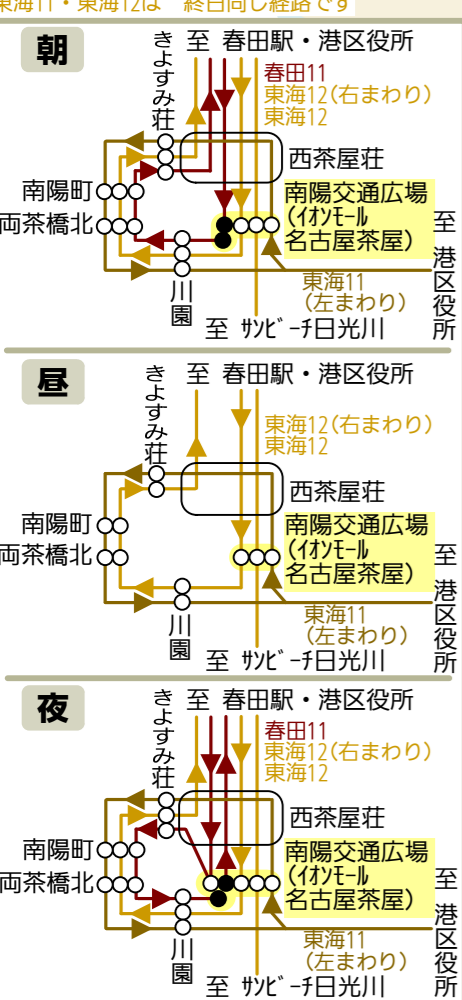 東海11・東海12は 終日同じ経路です
朝
至 春田駅・港区役所
きよすみ荘
春田11
東海12(右まわり)
東海12
西茶屋荘
南陽町
両茶橋北
南陽交通広場
(ｲｵﾝﾓｰﾙ
名古屋茶屋)
至 港区役所
川園
東海11
(左まわり)
至 ｻﾝﾋﾞｰﾁ日光川
昼
至 春田駅・港区役所
きよすみ荘
東海12(右まわり)
東海12
西茶屋荘
南陽町
両茶橋北
南陽交通広場
(ｲｵﾝﾓｰﾙ
名古屋茶屋)
至 港区役所
川園
東海11
(左まわり)
至 ｻﾝﾋﾞｰﾁ日光川
夜
至 春田駅・港区役所
きよすみ荘
春田11
東海12(右まわり)
東海12
西茶屋荘
南陽町
両茶橋北
南陽交通広場
(ｲｵﾝﾓｰﾙ
名古屋茶屋)
至 港区役所
川園
東海11
(左まわり)
至 ｻﾝﾋﾞｰﾁ日光川